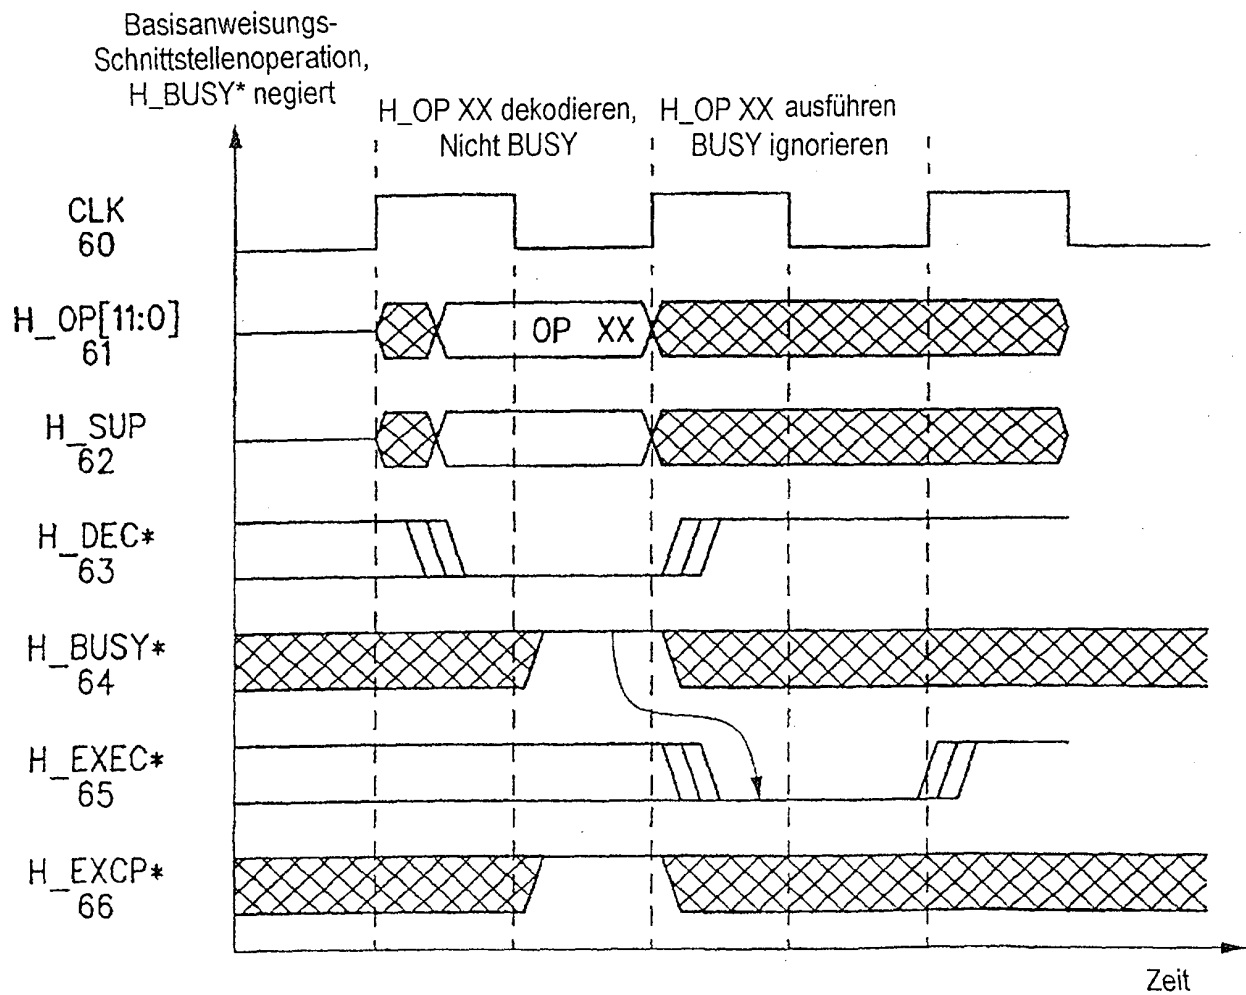 Basisanweisungs-
Schnittstellenoperation,
H_BUSY* negiert
H_OP XX dekodieren,
Nicht BUSY
H_OP XX ausführen
BUSY ignorieren
CLK
60
H_OP[11:0]
61
OP XX
H_SUP
62
H_DEC*
63
H_BUSY*
64
H_EXEC*
65
H_EXCP*
66
Zeit